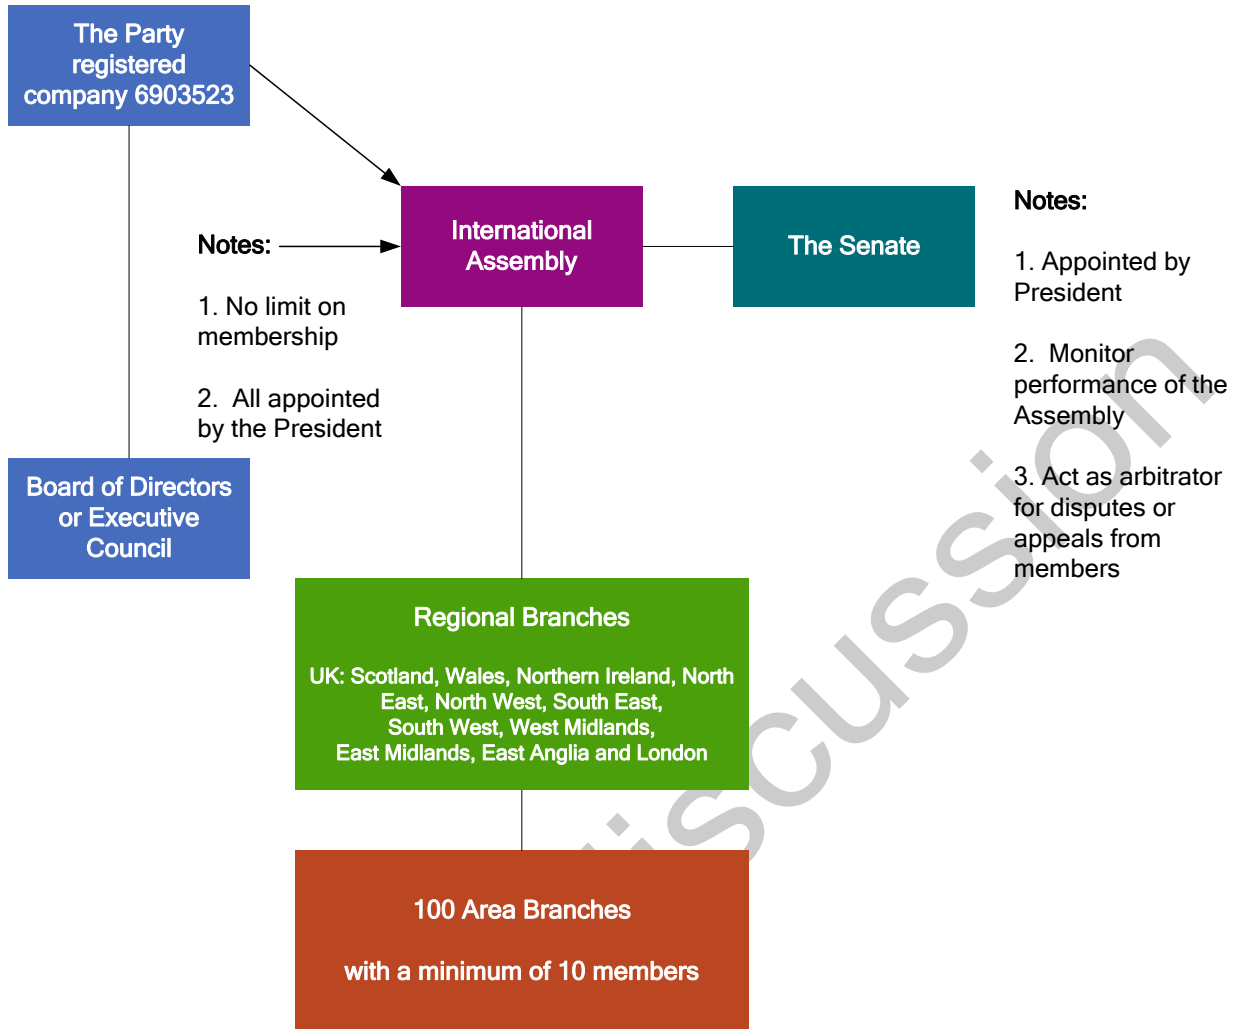 The Party
registered
company 6903523
International
Assembly
The Senate
Notes:
1. No limit on
membership
2. All appointed
by the President
Notes:
1. Appointed by
President
2. Monitor
performance of the
Assembly
3. Act as arbitrator
for disputes or
appeals from
members
Board of Directors
or Executive
Council
Regional Branches
UK: Scotland, Wales, Northern Ireland, North
East, North West, South East,
South West, West Midlands,
East Midlands, East Anglia and London
100 Area Branches
with a minimum of 10 members
discussion